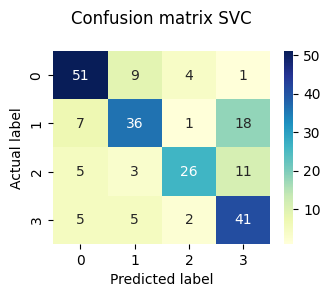 Confusion matrix SVC
Actual label
0 51 9 4 1
1 7 36 1 18
2 5 3 26 11
3 5 5 2 41
0 1 2 3
Predicted label
50
40
30
20
10